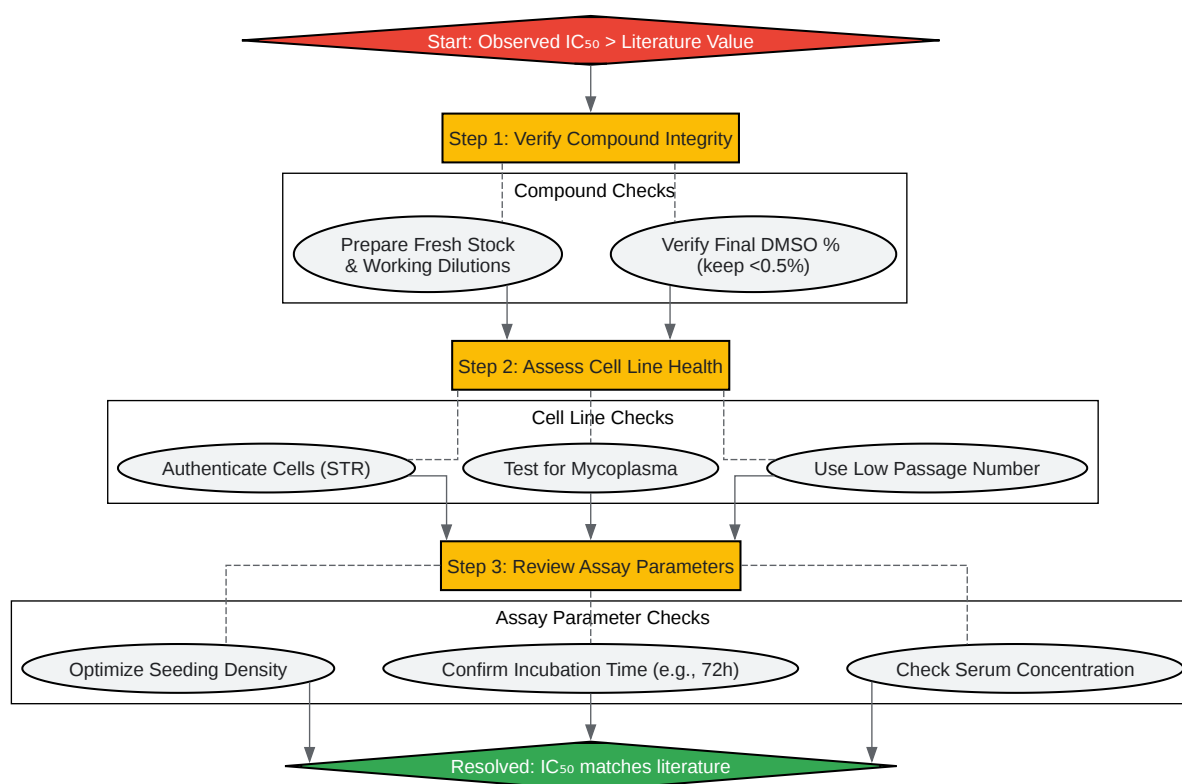 Start: Observed IC₅₀ > Literature Value
Step 1: Verify Compound Integrity
Compound Checks
Prepare Fresh Stock
& Working Dilutions
Verify Final DMSO %
(keep <0.5%)
Step 2: Assess Cell Line Health
Cell Line Checks
Authenticate Cells (STR)
Test for Mycoplasma
Use Low Passage Number
Step 3: Review Assay Parameters
Assay Parameter Checks
Optimize Seeding Density
Confirm Incubation Time (e.g., 72h)
Check Serum Concentration
Resolved: IC₅₀ matches literature